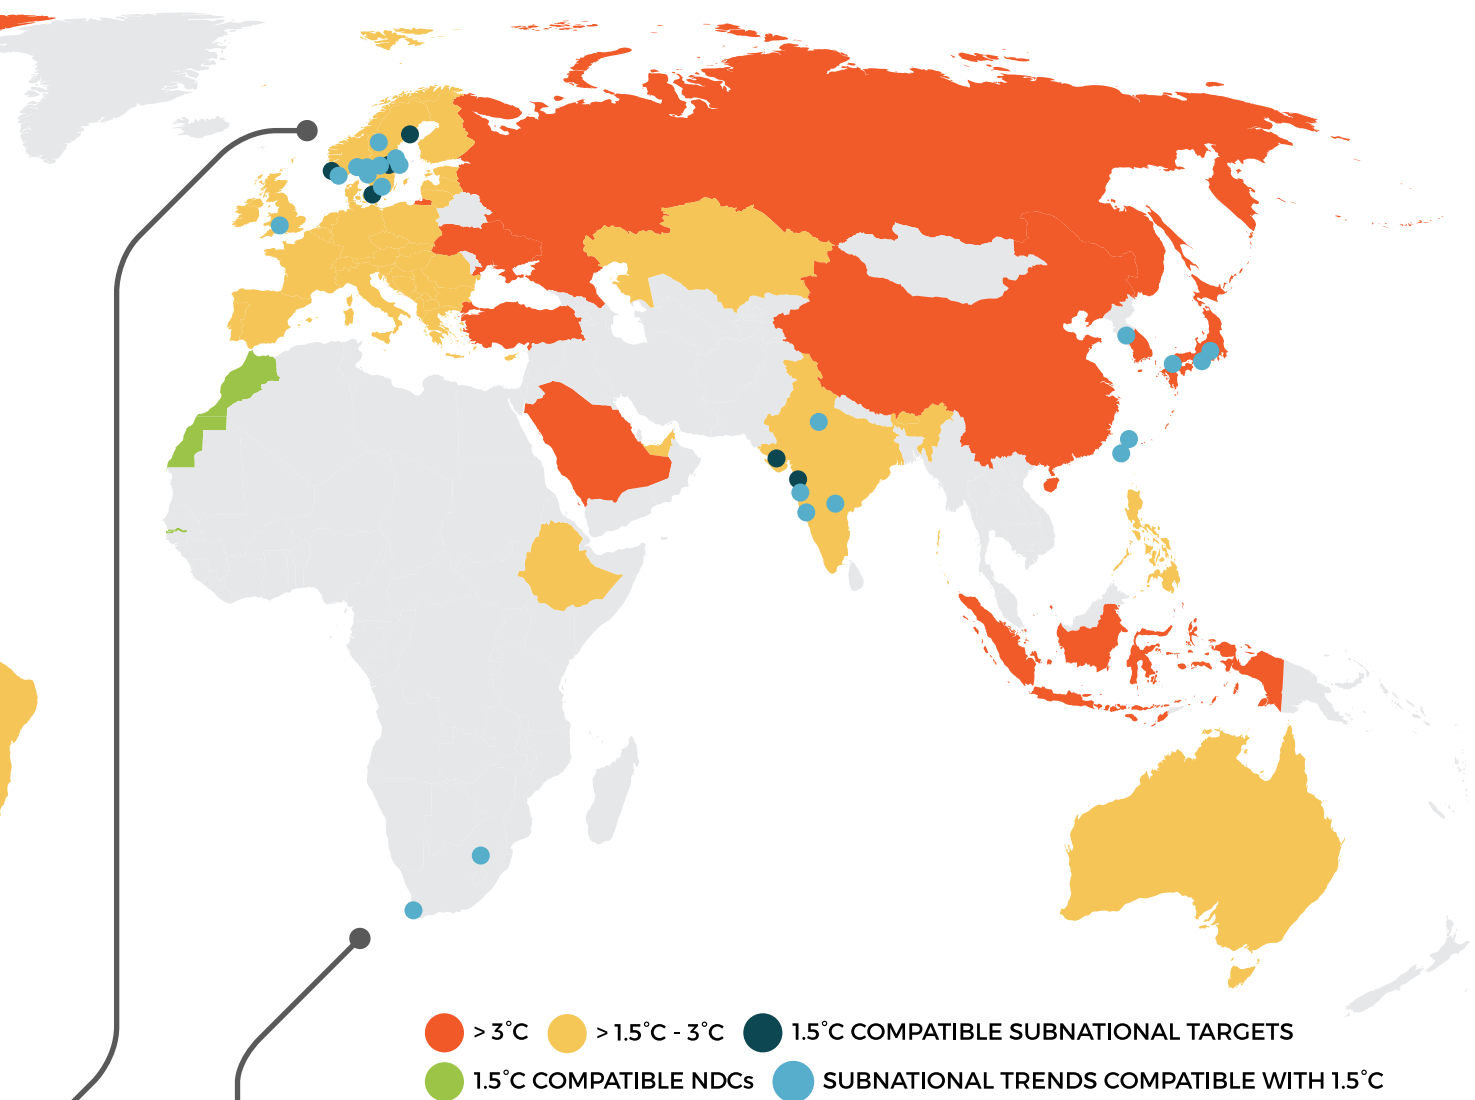 > 3˚C > 1.5˚C - 3˚C 1.5˚C COMPATIBLE SUBNATIONAL TARGETS
1.5˚C COMPATIBLE NDCs SUBNATIONAL TRENDS COMPATIBLE WITH 1.5˚C